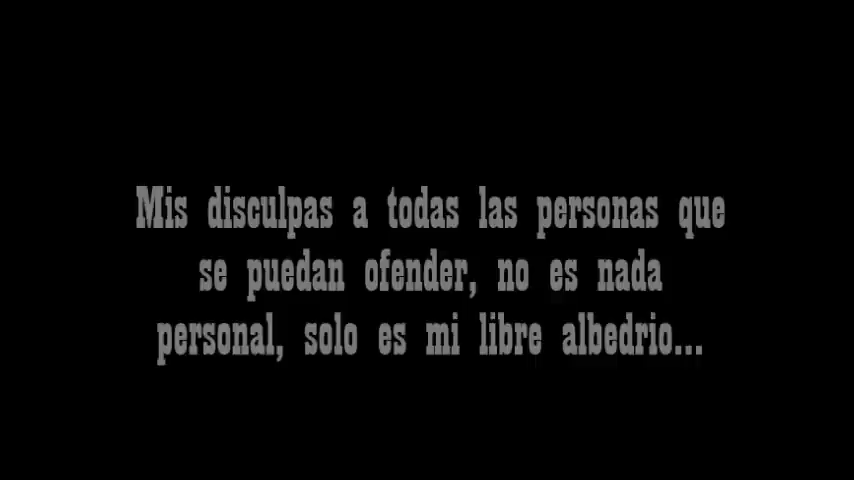 Mis disculpas a todas las personas que
se puedan ofender, no es nada
personal, solo es mi libre albedrio...